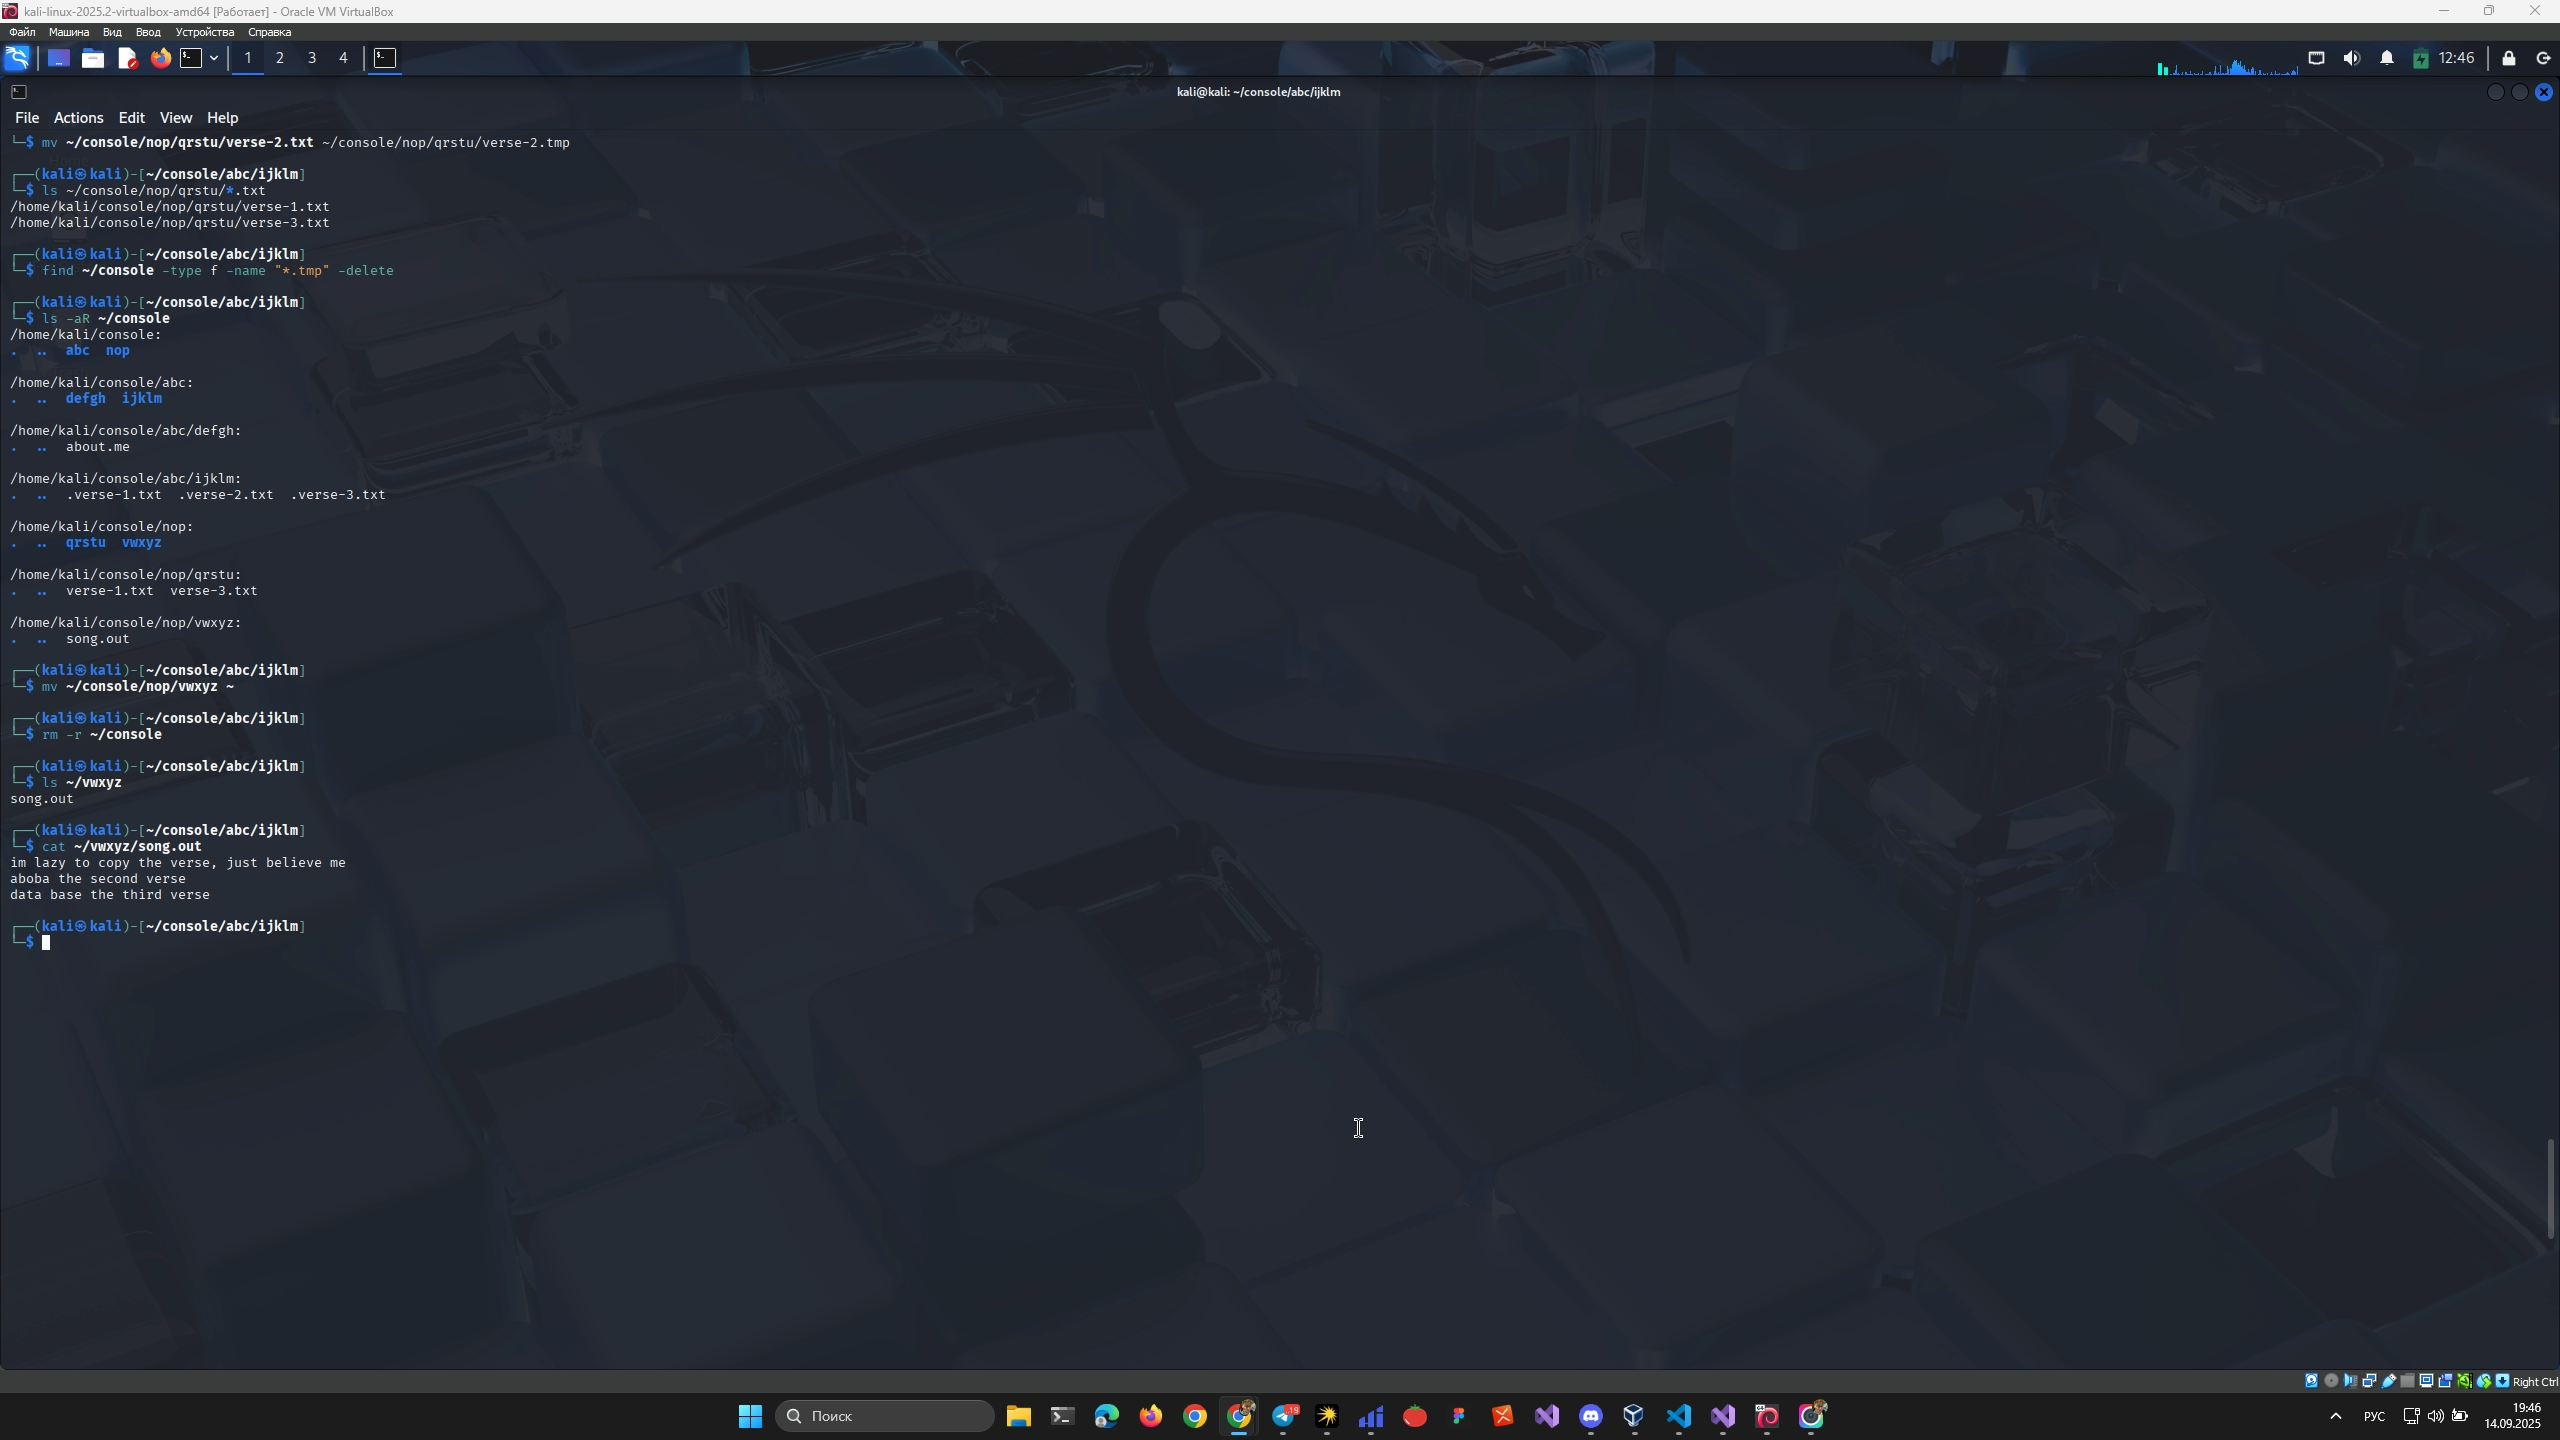 kali-linux-2025.2-virtualbox-amd64 [Работает] - Oracle VM VirtualBox
Файл Машина Вид Ввод Устройства Справка
1 2 3 4 12:46
kali@kali: ~/console/abc/ijklm
File Actions Edit View Help
└─$ mv ~/console/nop/qrstu/verse-2.txt ~/console/nop/qrstu/verse-2.tmp
┌──(kali㉿kali)-[~/console/abc/ijklm]
└─$ ls ~/console/nop/qrstu/*.txt
/home/kali/console/nop/qrstu/verse-1.txt
/home/kali/console/nop/qrstu/verse-3.txt
┌──(kali㉿kali)-[~/console/abc/ijklm]
└─$ find ~/console -type f -name "*.tmp" -delete
┌──(kali㉿kali)-[~/console/abc/ijklm]
└─$ ls -aR ~/console
/home/kali/console:
. .. abc nop
/home/kali/console/abc:
. .. defgh ijklm
/home/kali/console/abc/defgh:
. .. about.me
/home/kali/console/abc/ijklm:
. .. .verse-1.txt .verse-2.txt .verse-3.txt
/home/kali/console/nop:
. .. qrstu vwxyz
/home/kali/console/nop/qrstu:
. .. verse-1.txt verse-3.txt
/home/kali/console/nop/vwxyz:
. .. song.out
┌──(kali㉿kali)-[~/console/abc/ijklm]
└─$ mv ~/console/nop/vwxyz ~
┌──(kali㉿kali)-[~/console/abc/ijklm]
└─$ rm -r ~/console
┌──(kali㉿kali)-[~/console/abc/ijklm]
└─$ ls ~/vwxyz
song.out
┌──(kali㉿kali)-[~/console/abc/ijklm]
└─$ cat ~/vwxyz/song.out
im lazy to copy the verse, just believe me
aboba the second verse
data base the third verse
┌──(kali㉿kali)-[~/console/abc/ijklm]
└─$
Right Ctrl
Поиск
19
РУС
19:46
14.09.2025